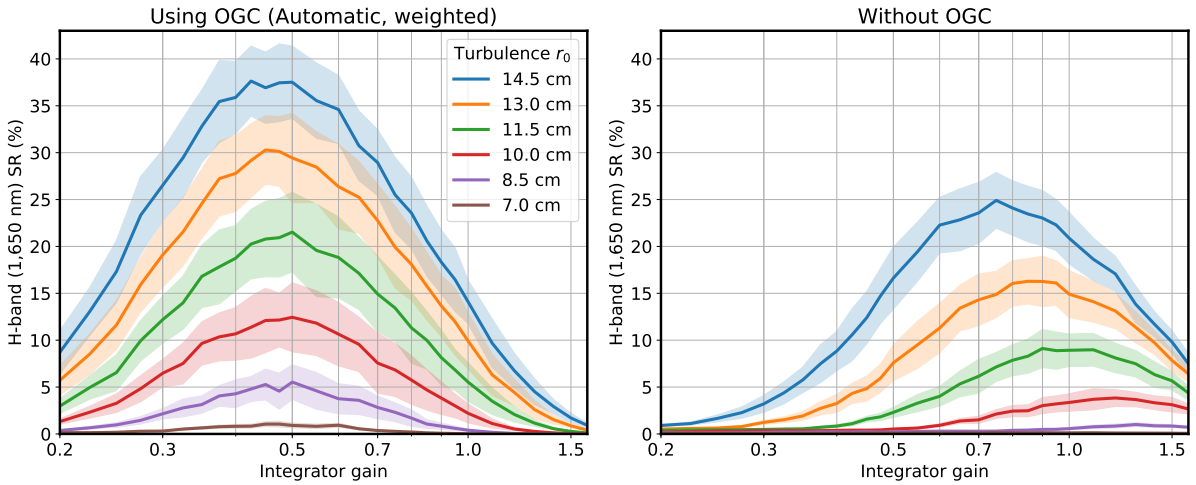 Using OGC (Automatic, weighted)
H-band (1,650 nm) SR (%)
40
35
30
25
20
15
10
5
0
0.2
0.3
0.5
0.7
1.0
1.5
Integrator gain
Turbulence r0
14.5 cm
13.0 cm
11.5 cm
10.0 cm
8.5 cm
7.0 cm
Without OGC
H-band (1,650 nm) SR (%)
40
35
30
25
20
15
10
5
0
0.2
0.3
0.5
0.7
1.0
1.5
Integrator gain